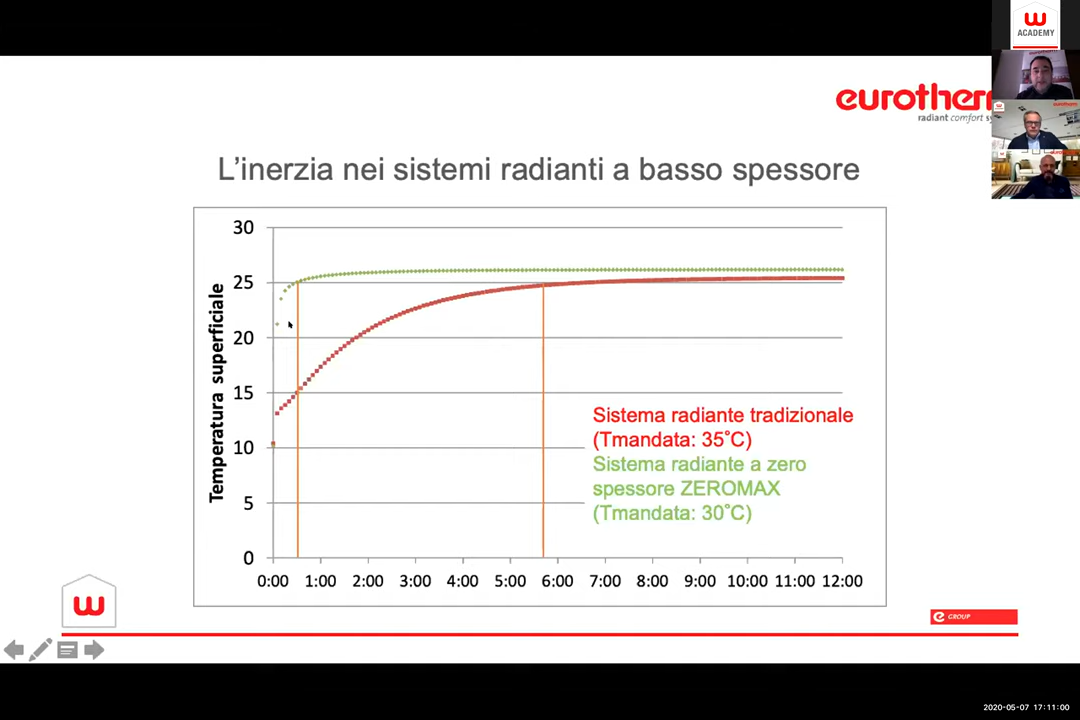 W
ACADEMY
eurotherm
radiant comfort sy
L’inerzia nei sistemi radianti a basso spessore
Temperatura superficiale
30
25
20
15
10
5
0
0:00 1:00 2:00 3:00 4:00 5:00 6:00 7:00 8:00 9:00 10:00 11:00 12:00
Sistema radiante tradizionale
(Tmandata: 35°C)
Sistema radiante a zero
spessore ZEROMAX
(Tmandata: 30°C)
W
e GROUP
2020-05-07 17:11:00